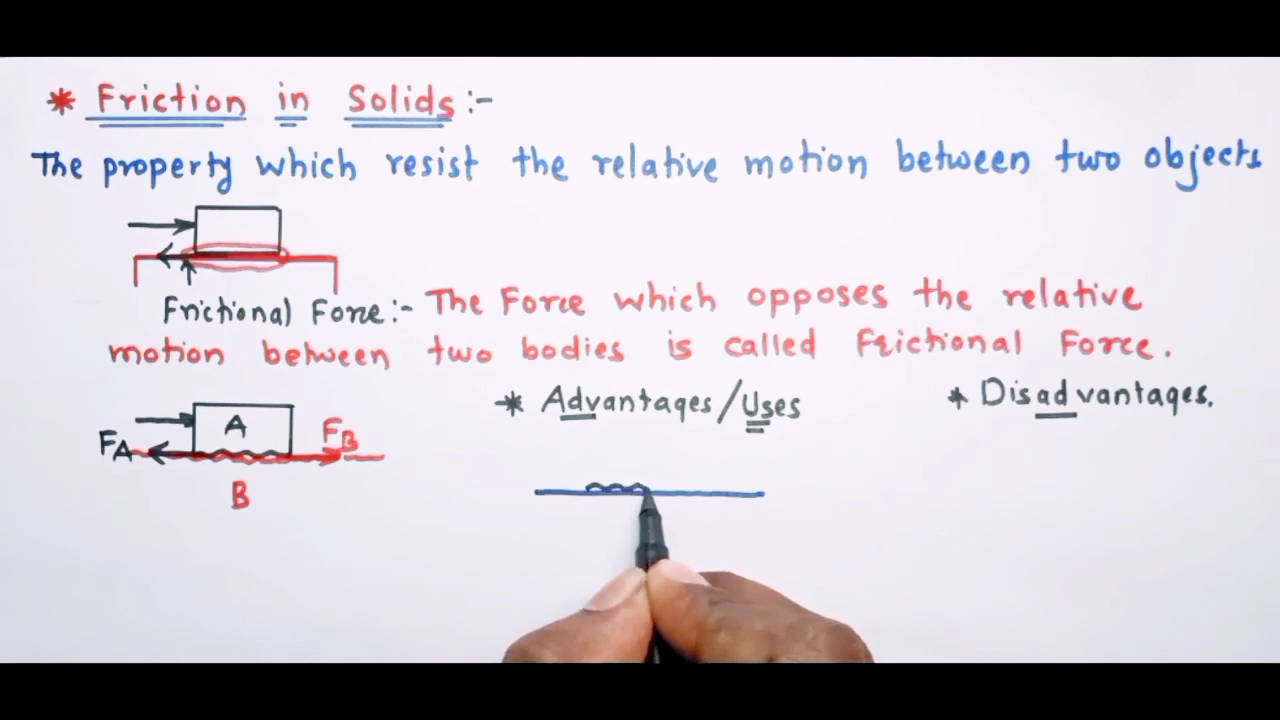 * Friction in Solids :-
The property which resist the relative motion between two objects
Frictional Force :- The Force which opposes the relative
motion between two bodies is called Frictional Force.
* Advantages/Uses
* Disadvantages.
A
FA
FB
B